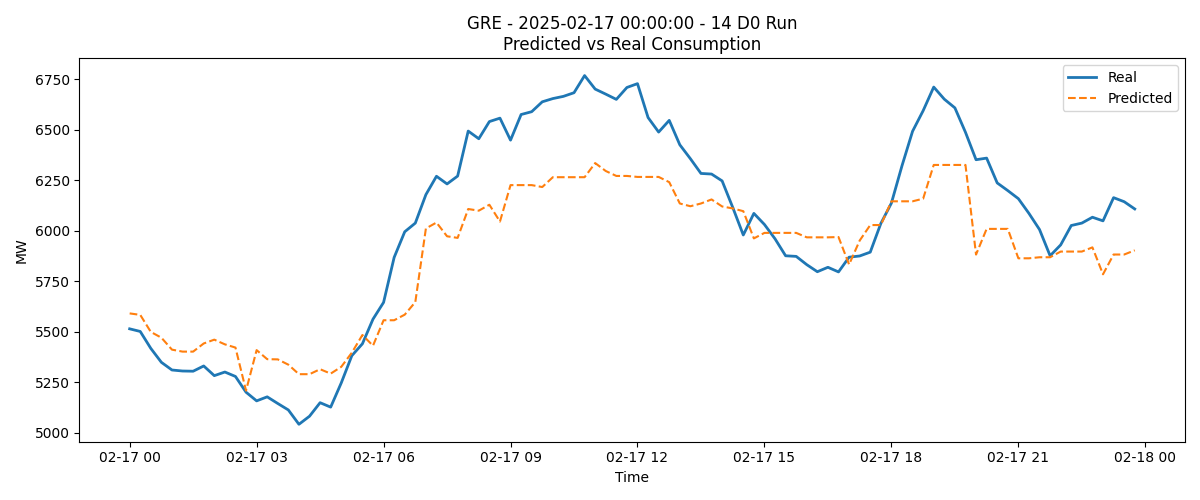 GRE - 2025-02-17 00:00:00 - 14 D0 Run
Predicted vs Real Consumption
Real
Predicted
6750
6500
6250
6000
5750
5500
5250
5000
MW
02-17 00
02-17 03
02-17 06
02-17 09
02-17 12
02-17 15
02-17 18
02-17 21
02-18 00
Time